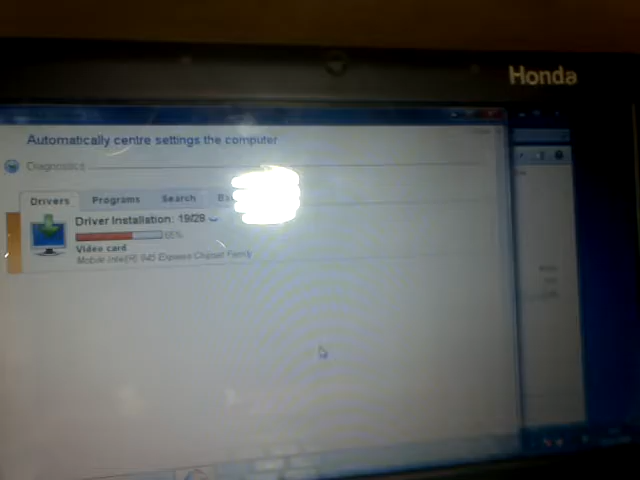 Honda
Automatically centre settings the computer
Diagnostics
Drivers Programs Search
Driver Installation: 19/29
65%
Video card
Mobile Intel(R) 945 Express Chipset Family